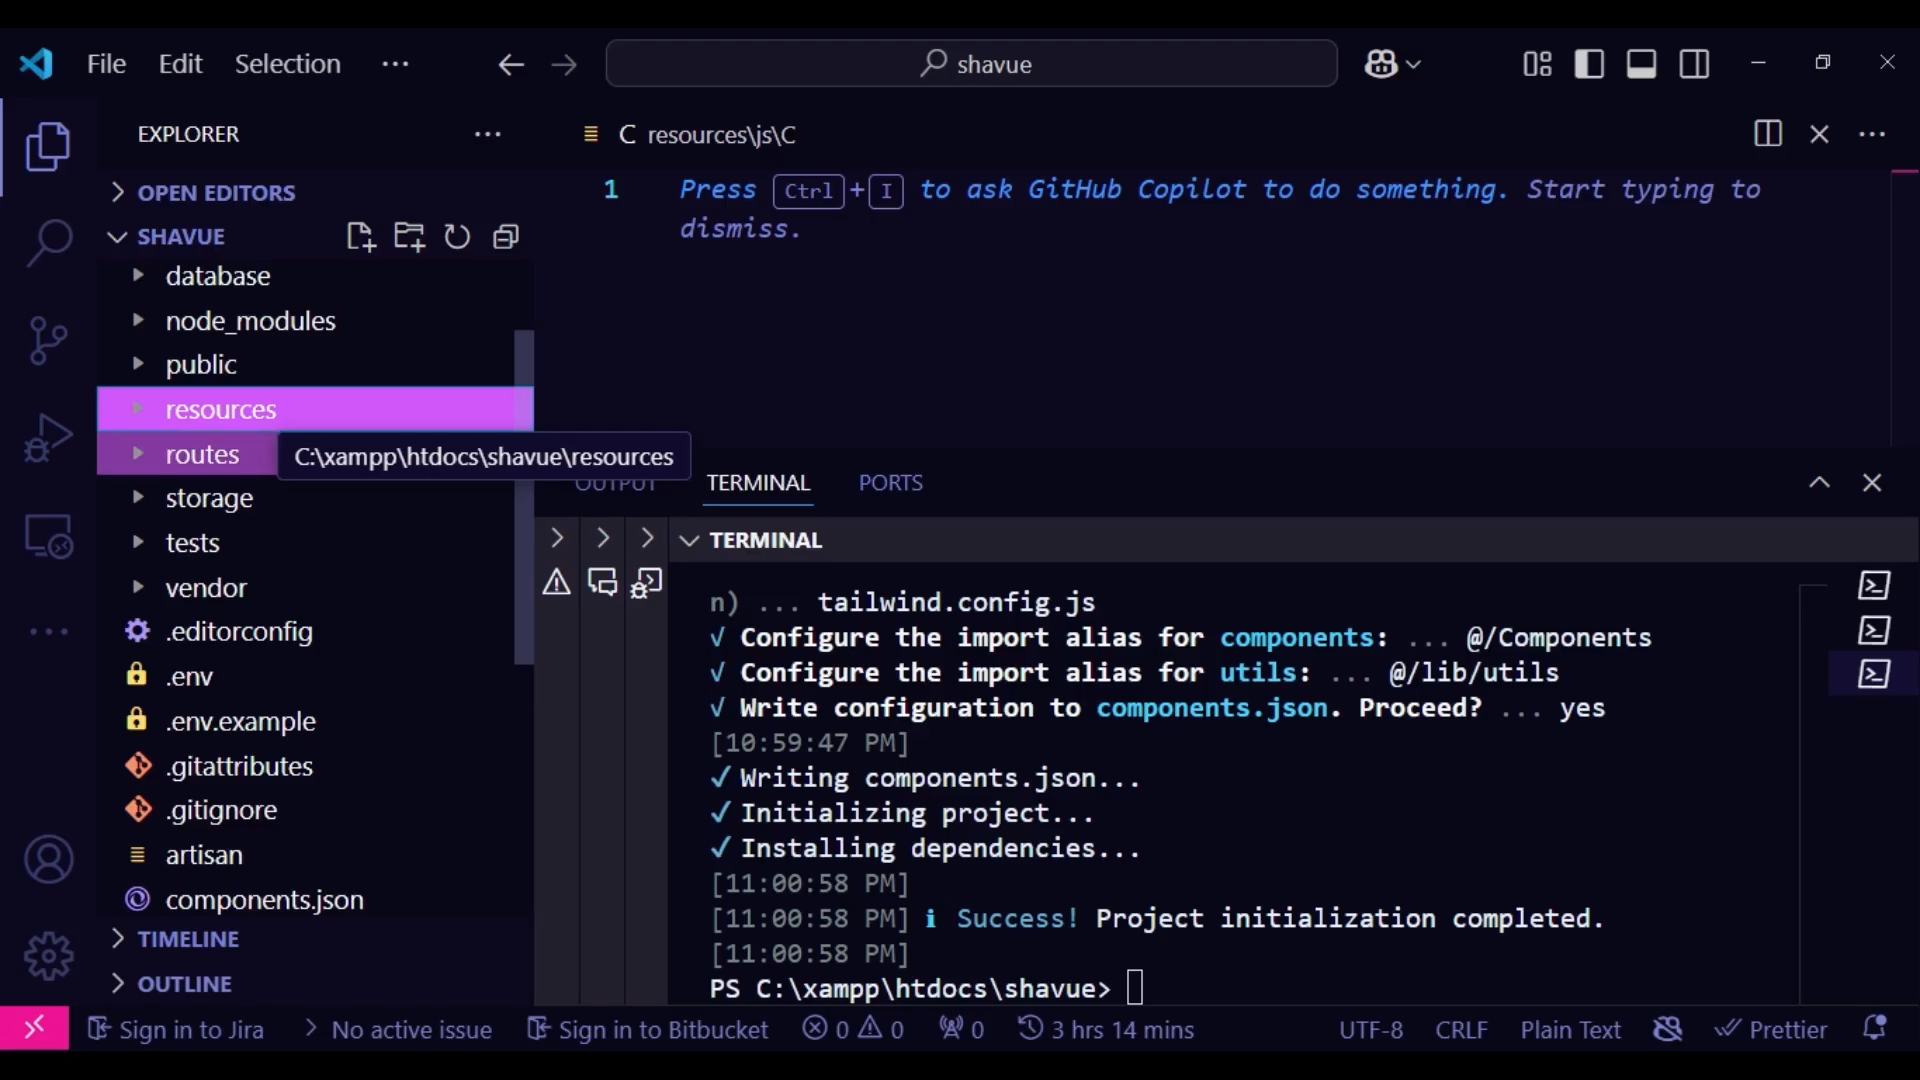 File Edit Selection ··· shavue
EXPLORER ···
C resources\js\C
OPEN EDITORS
SHAVUE
database
node_modules
public
resources
routes
C:\xampp\htdocs\shavue\resources
storage
tests
vendor
.editorconfig
.env
.env.example
.gitattributes
.gitignore
artisan
components.json
TIMELINE
OUTLINE
1 Press Ctrl+I to ask GitHub Copilot to do something. Start typing to
dismiss.
OUTPUT TERMINAL PORTS
TERMINAL
n) ... tailwind.config.js
√ Configure the import alias for components: ... @/Components
√ Configure the import alias for utils: ... @/lib/utils
√ Write configuration to components.json. Proceed? ... yes
[10:59:47 PM]
✓ Writing components.json...
✓ Initializing project...
✓ Installing dependencies...
[11:00:58 PM]
[11:00:58 PM] ℹ Success! Project initialization completed.
[11:00:58 PM]
PS C:\xampp\htdocs\shavue>
Sign in to Jira No active issue Sign in to Bitbucket 0 0 0 3 hrs 14 mins UTF-8 CRLF Plain Text Prettier